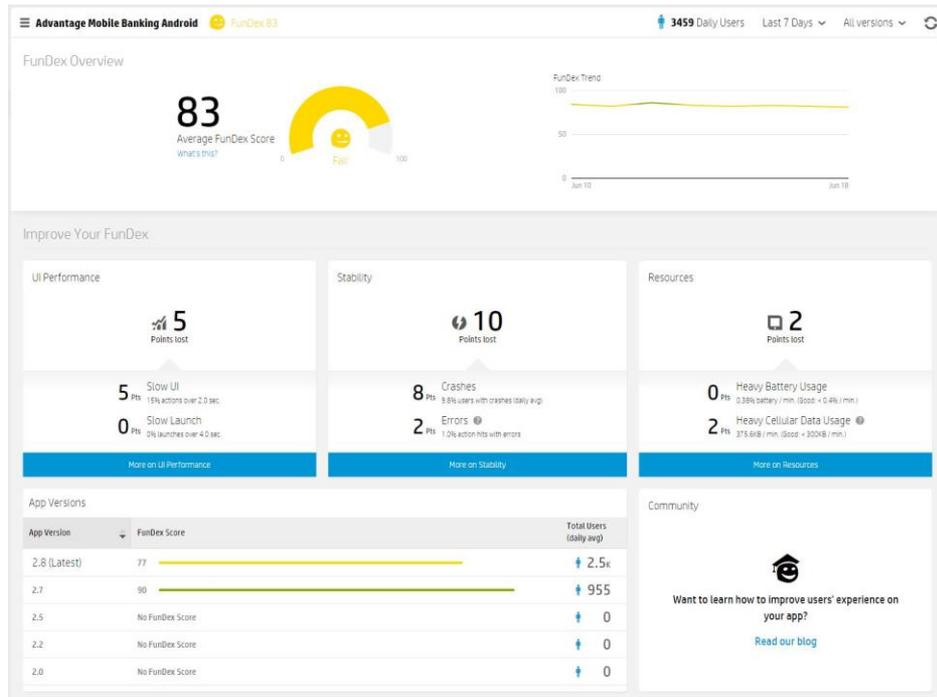 Advantage Mobile Banking Android FunDex 83 3459 Daily Users Last 7 Days All versions
FunDex Overview
83
Average FunDex Score
What's this?
0 Fair 100
FunDex Trend
100
50
0
Jun 10 Jun 18
Improve Your FunDex
UI Performance
5
Points lost
5 Pts Slow UI
15% actions over 2.0 sec.
0 Pts Slow Launch
0% launches over 4.0 sec.
More on UI Performance
Stability
10
Points lost
8 Pts Crashes
9.8% users with crashes (daily avg)
2 Pts Errors
1.0% action hits with errors
More on Stability
Resources
2
Points lost
0 Pts Heavy Battery Usage
0.38% battery / min. (Good: < 0.4% / min.)
2 Pts Heavy Cellular Data Usage
375.6KB / min. (Good: < 300KB / min.)
More on Resources
App Versions
App Version FunDex Score Total Users
(daily avg)
2.8 (Latest) 77 2.5K
2.7 90 955
2.5 No FunDex Score 0
2.2 No FunDex Score 0
2.0 No FunDex Score 0
Community
Want to learn how to improve users' experience on
your app?
Read our blog